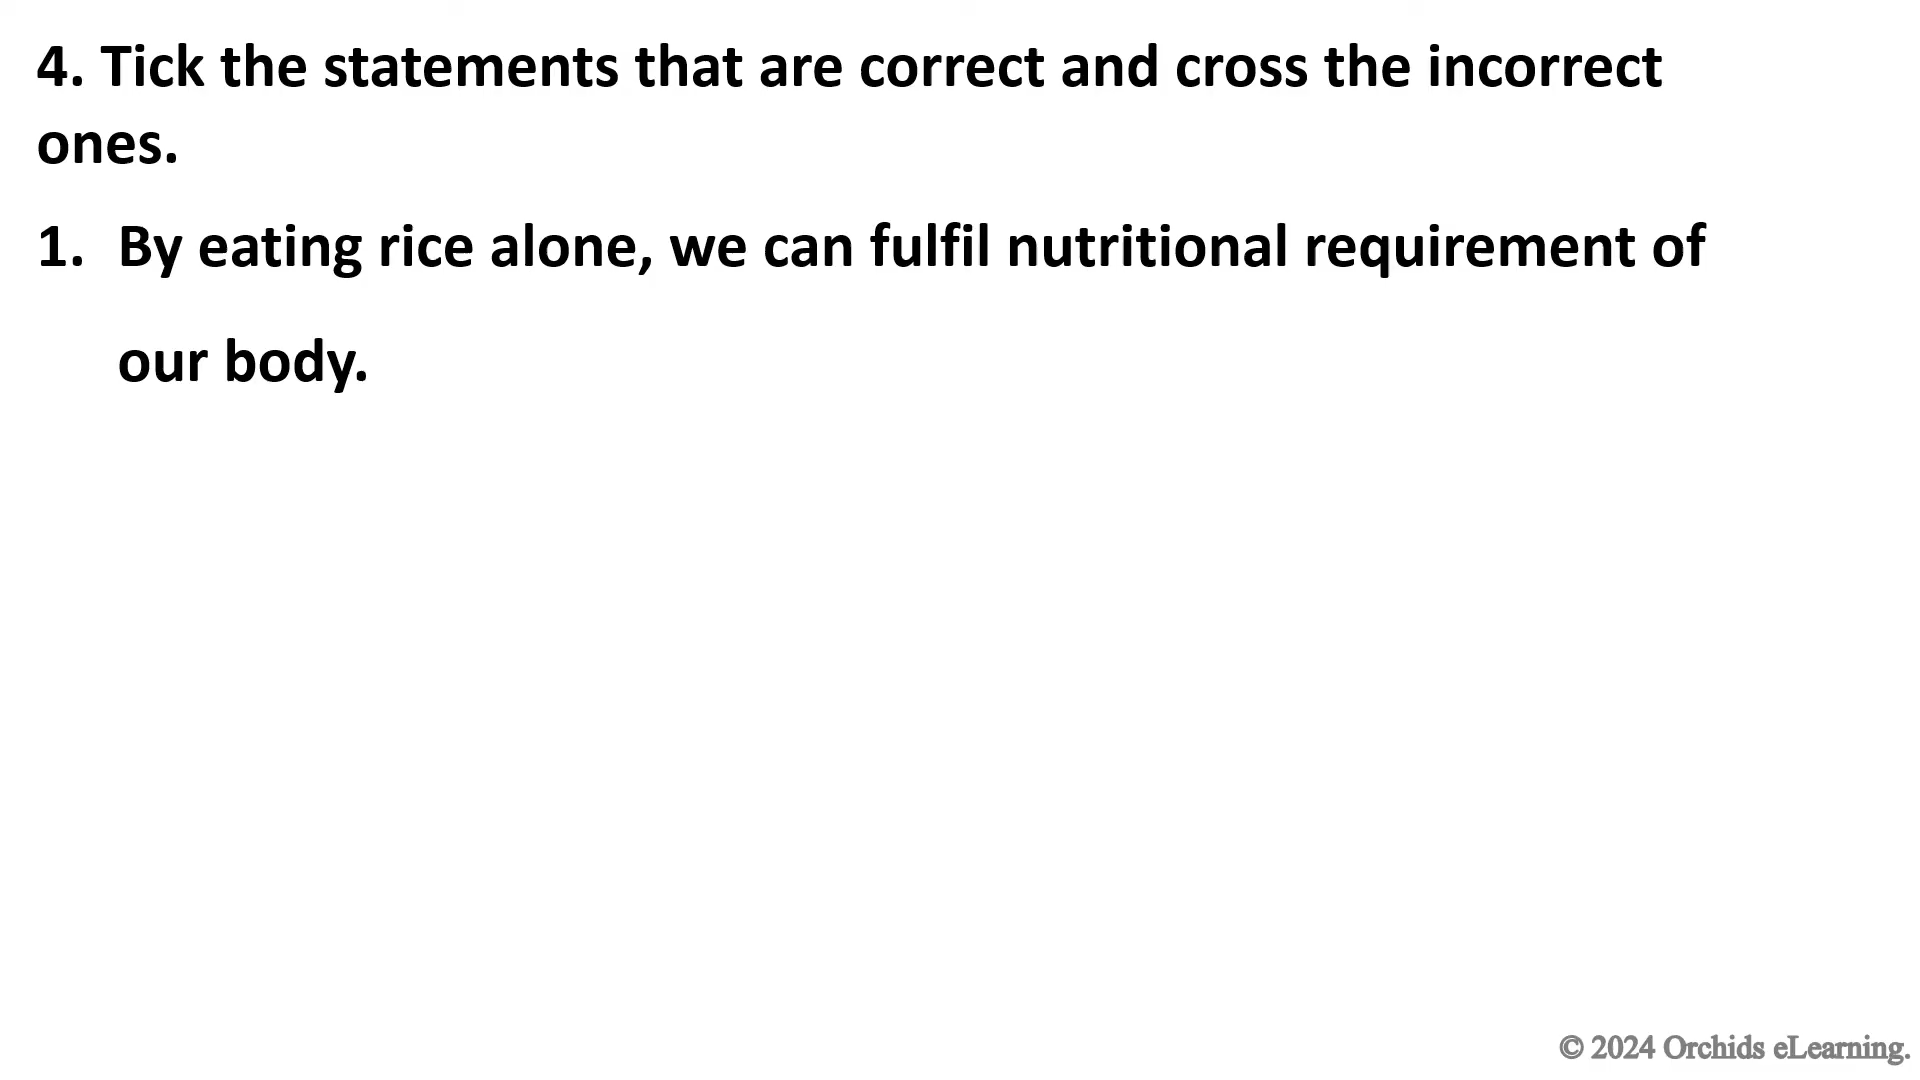 4. Tick the statements that are correct and cross the incorrect
ones.
1. By eating rice alone, we can fulfil nutritional requirement of
our body.
© 2024 Orchids eLearning.